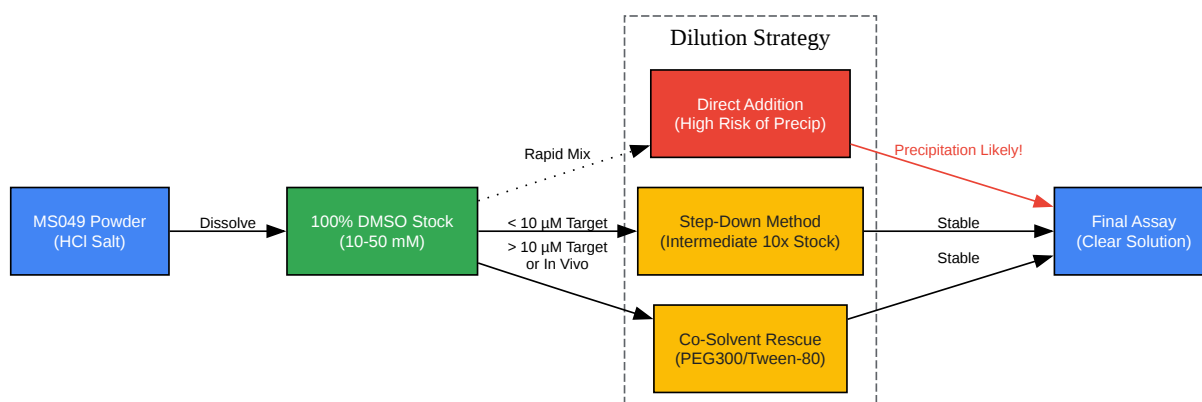 Dilution Strategy
Direct Addition
(High Risk of Precip)
Rapid Mix
Precipitation Likely!
MS049 Powder
(HCl Salt)
Dissolve
100% DMSO Stock
(10-50 mM)
< 10 µM Target
> 10 µM Target
or In Vivo
Step-Down Method
(Intermediate 10x Stock)
Stable
Stable
Final Assay
(Clear Solution)
Co-Solvent Rescue
(PEG300/Tween-80)